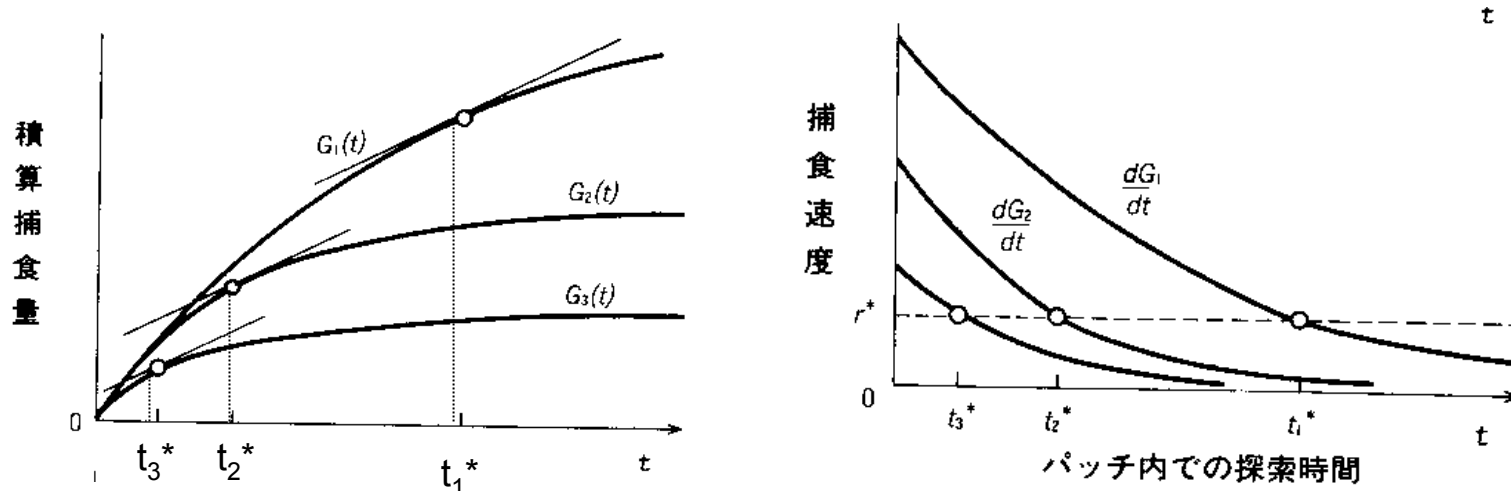 積算捕食量
G₁(t)
G₂(t)
G₃(t)
0
t₃*
t₂*
t₁*
t
t
捕食速度
dG₁
dt
dG₂
dt
r*
0
t₃*
t₂*
t₁*
t
パッチ内での探索時間